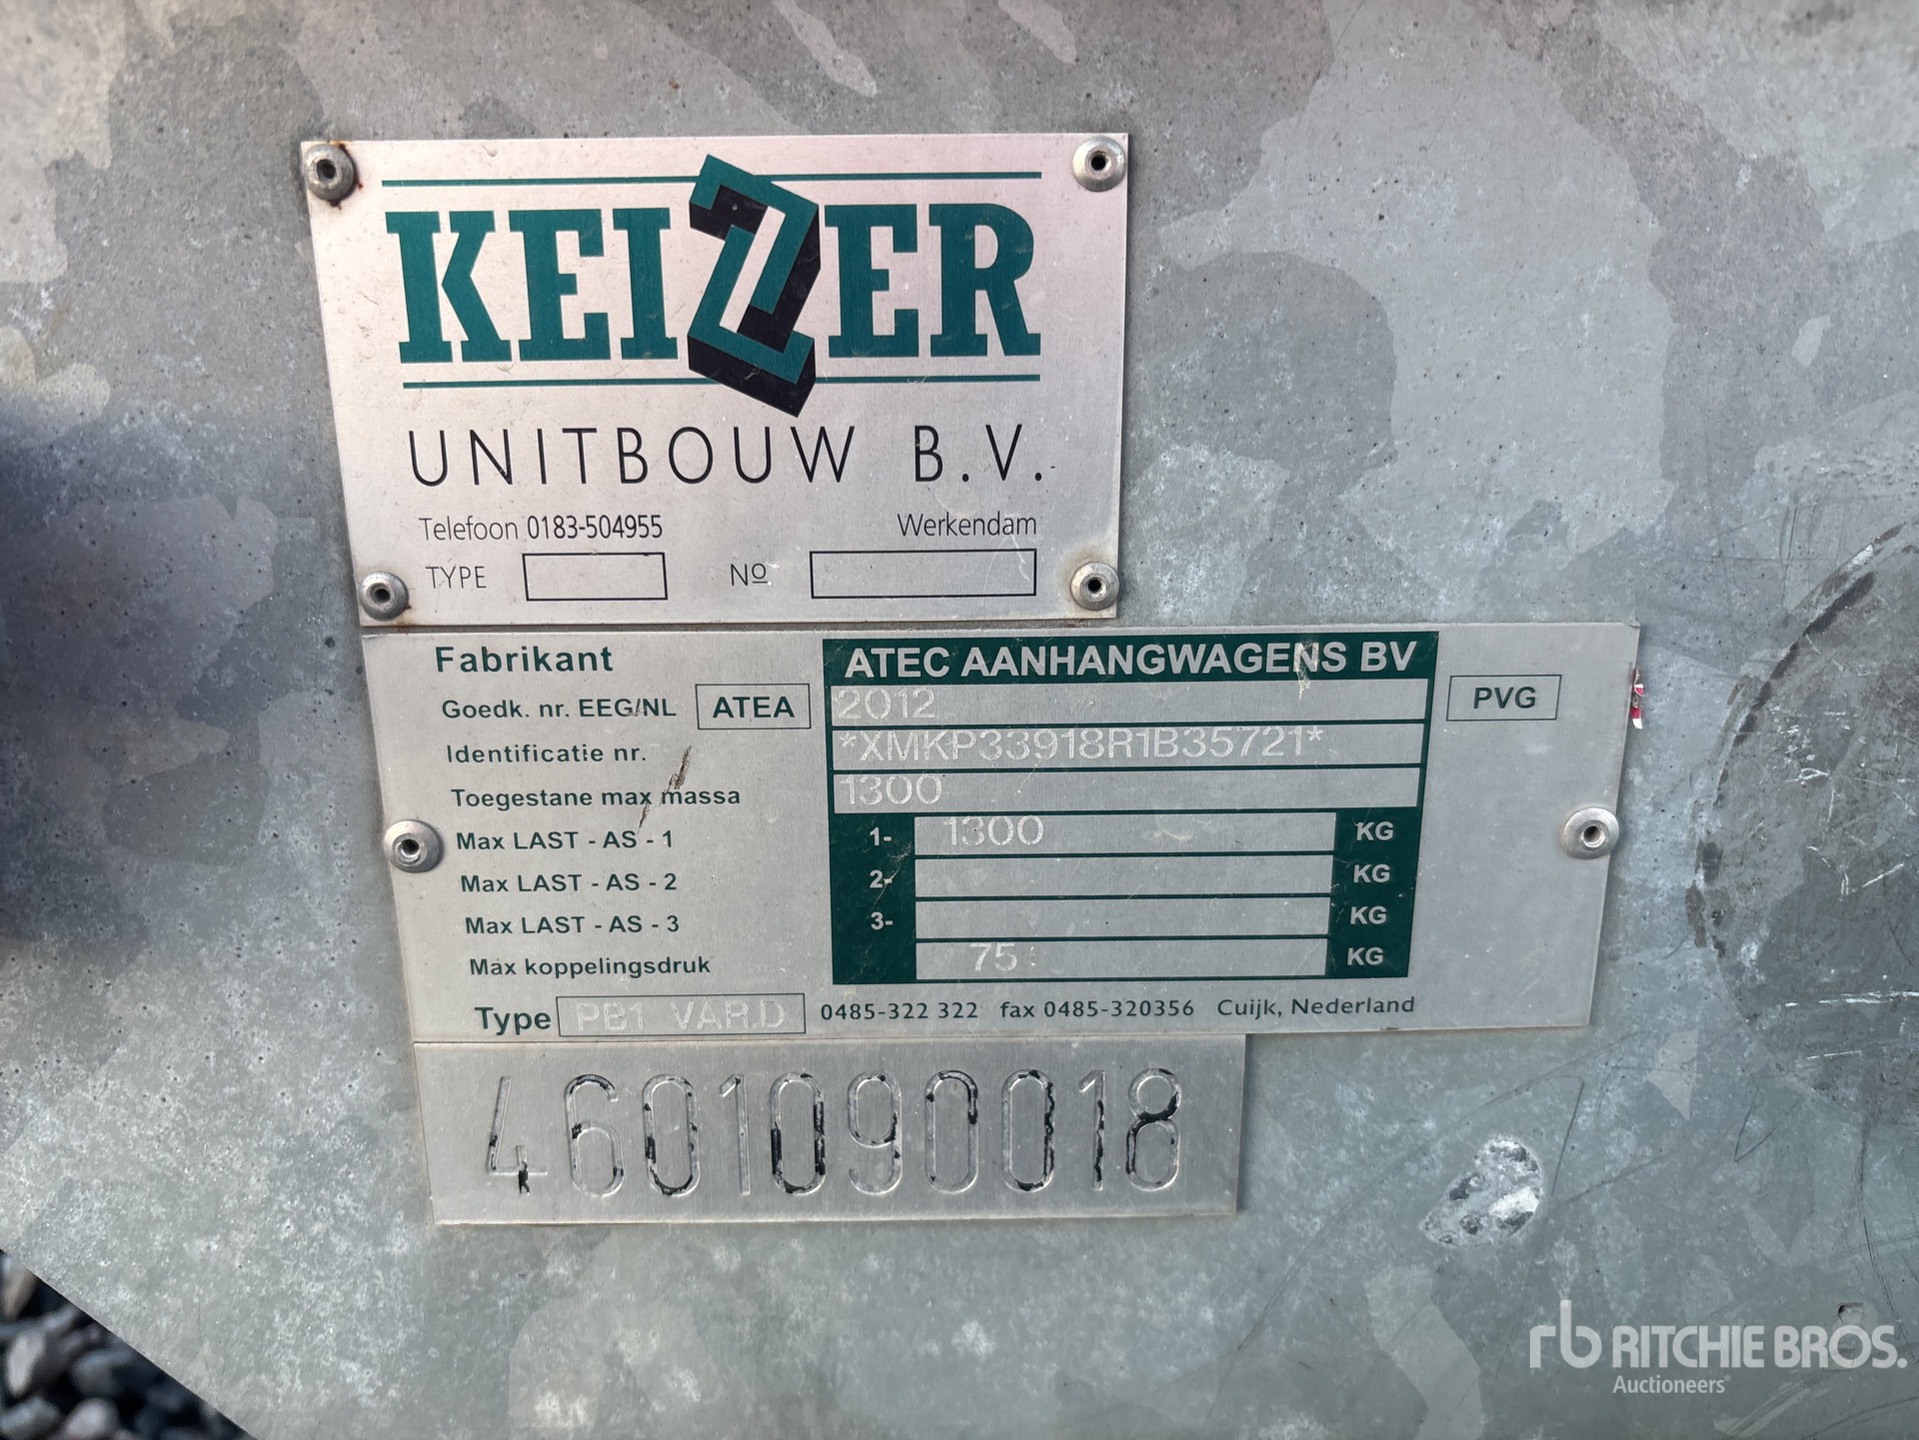 KEIZER
UNITBOUW B.V.
Telefoon 0183-504955 Werkendam
TYPE Nº
Fabrikant ATEC AANHANGWAGENS BV
Goedk. nr. EEG/NL ATEA 2012 PVG
Identificatie nr. *XMKP33918R1B35721*
Toegestane max massa 1300
Max LAST - AS - 1 1- 1300 KG
Max LAST - AS - 2 2- KG
Max LAST - AS - 3 3- KG
Max koppelingsdruk 75 KG
Type PB1 VAR.D 0485-322 322 fax 0485-320356 Cuijk, Nederland
4601090018
rb RITCHIE BROS.
Auctioneers